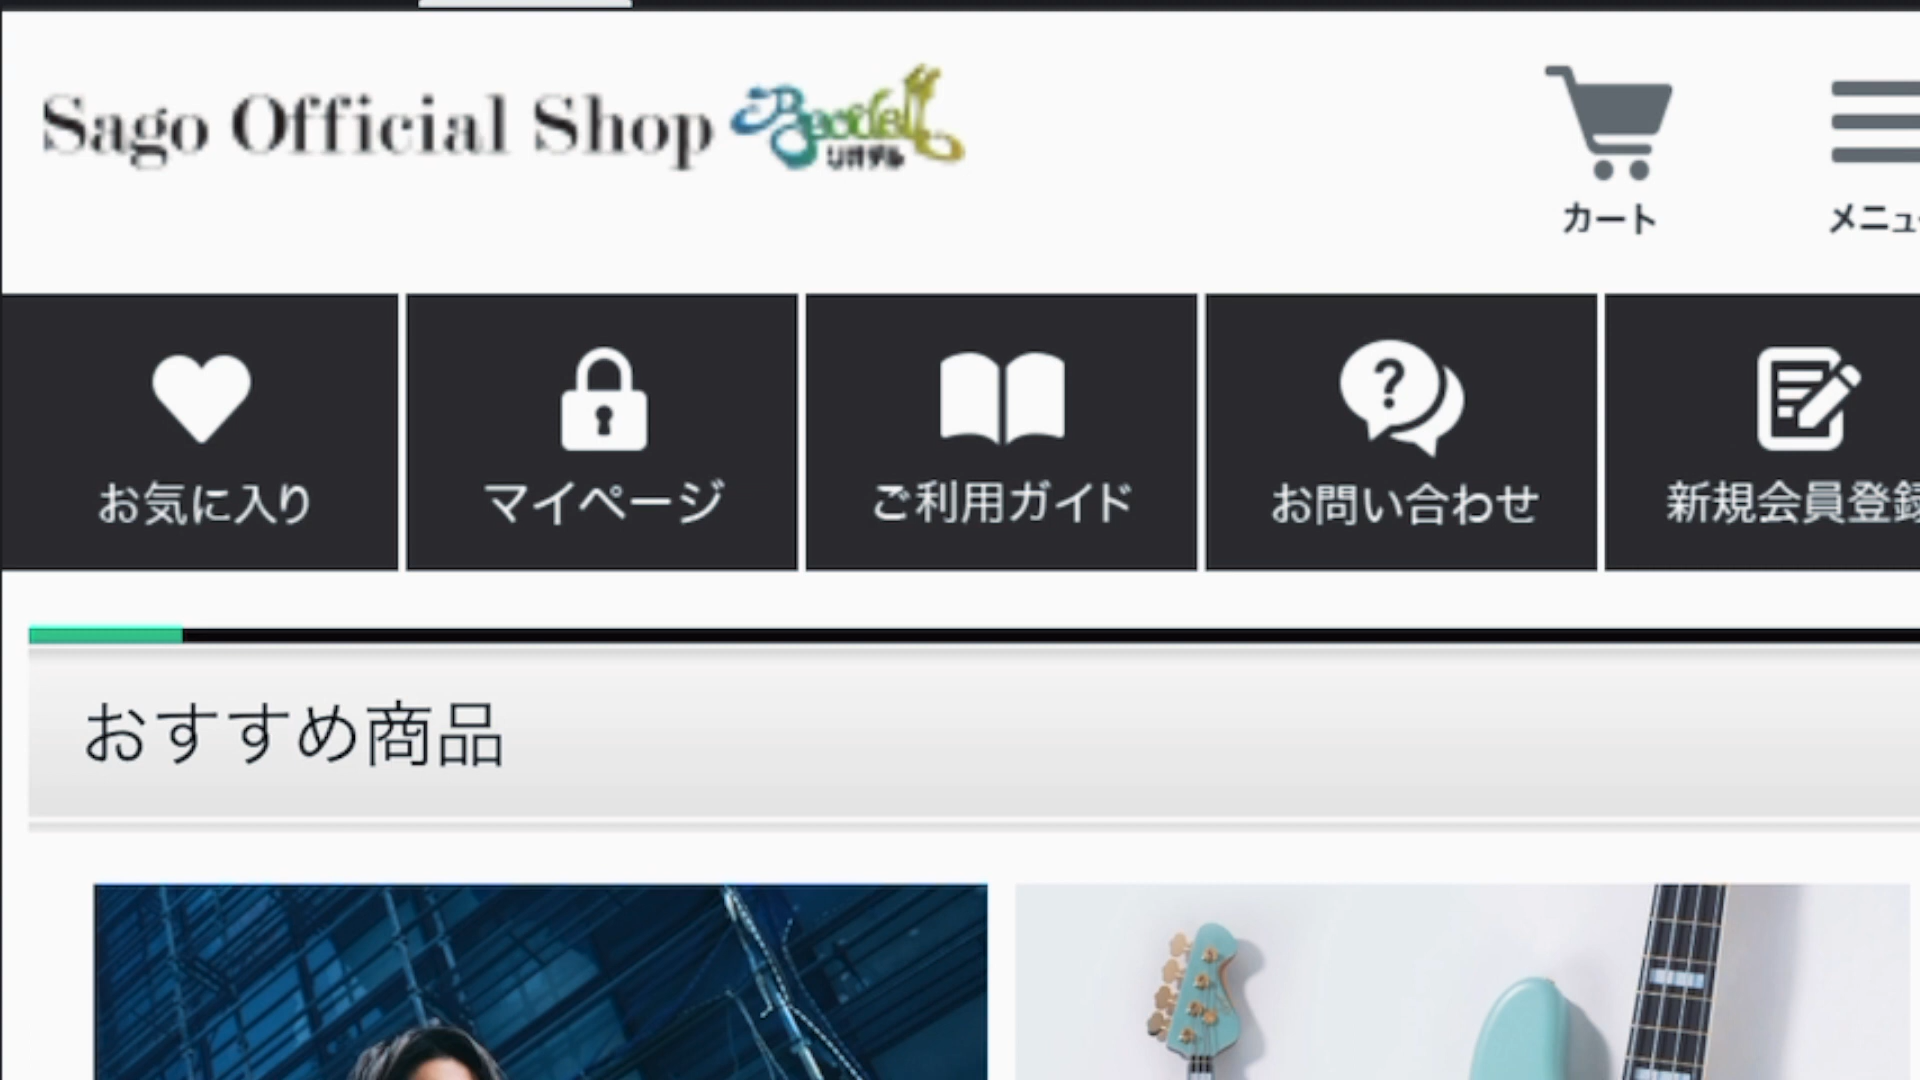 Sago Official Shop
カート
メニュ
お気に入り
マイページ
ご利用ガイド
お問い合わせ
新規会員登録
おすすめ商品